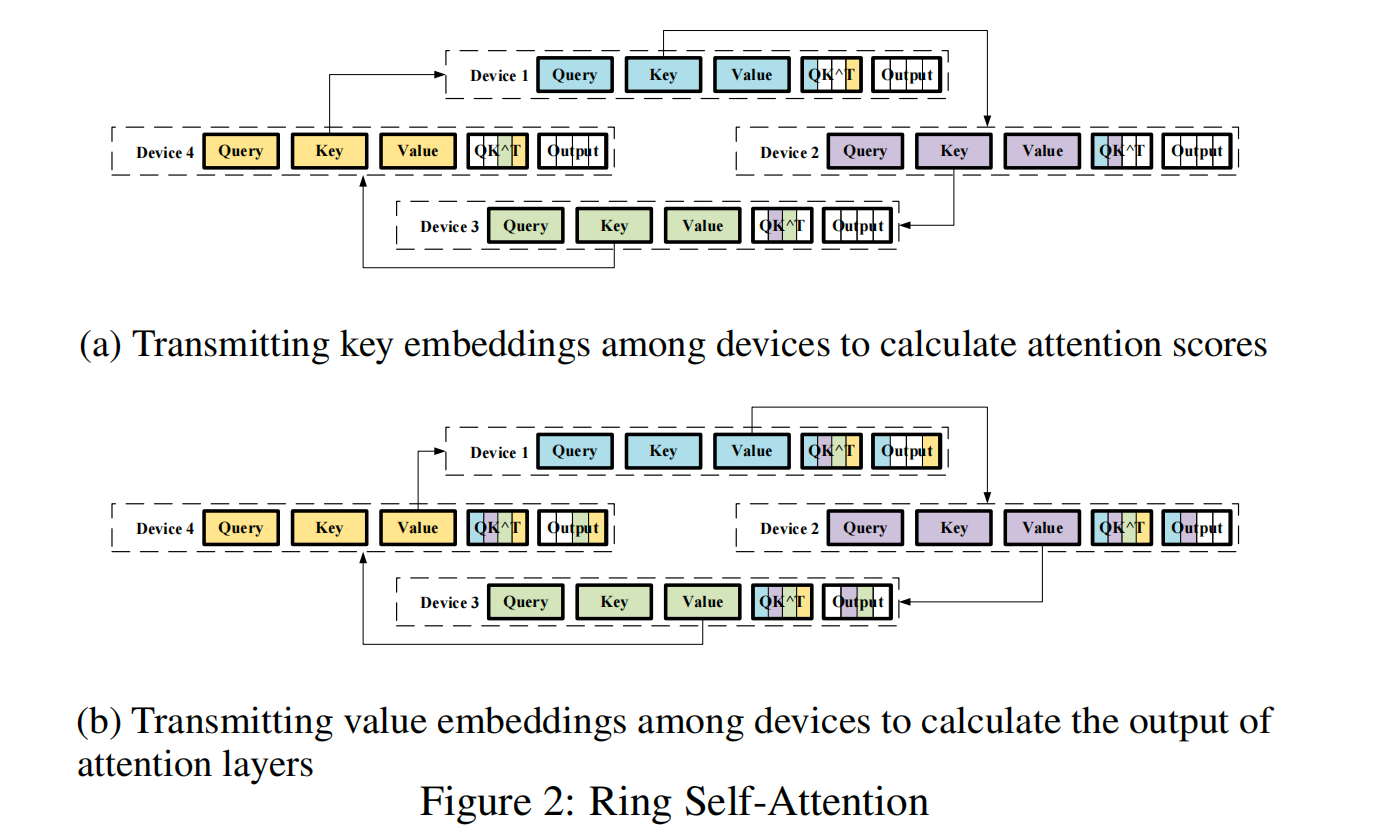 Device 1 Query Key Value QK^T Output
Device 4 Query Key Value QK^T Output
Device 2 Query Key Value QK^T Output
Device 3 Query Key Value QK^T Output
(a) Transmitting key embeddings among devices to calculate attention scores
Device 1 Query Key Value QK^T Output
Device 4 Query Key Value QK^T Output
Device 2 Query Key Value QK^T Output
Device 3 Query Key Value QK^T Output
(b) Transmitting value embeddings among devices to calculate the output of
attention layers
Figure 2: Ring Self-Attention